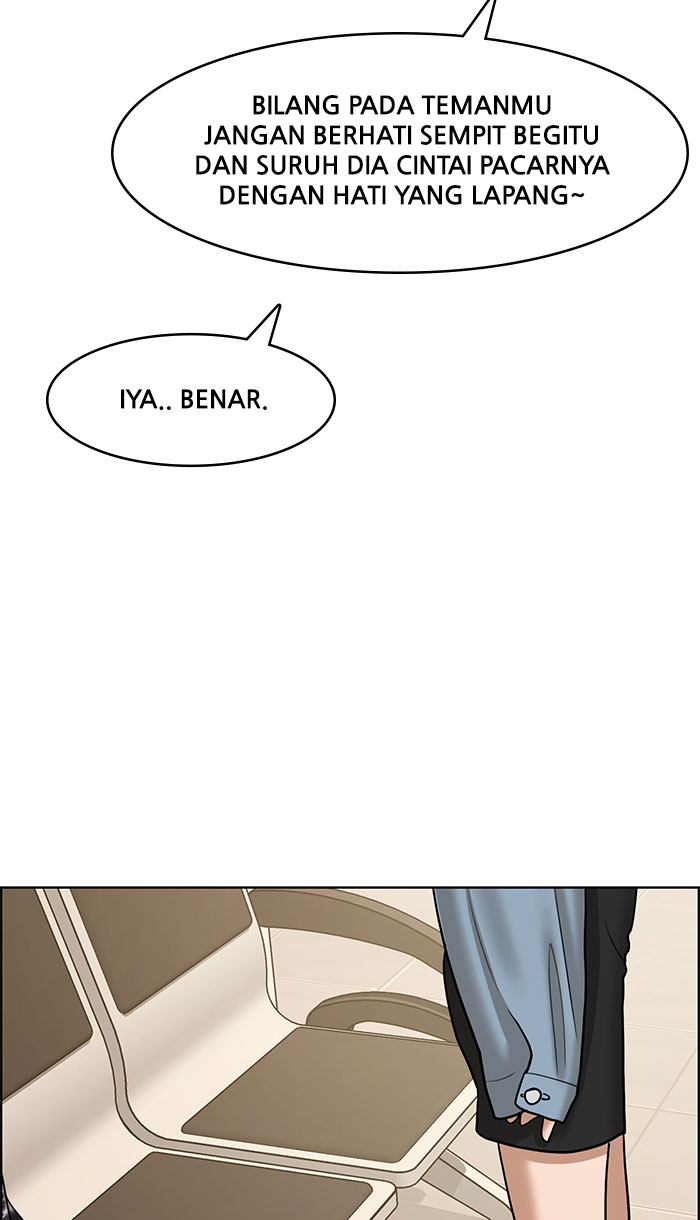 BILANG PADA TEMANMU
JANGAN BERHATI SEMPIT BEGITU
DAN SURUH DIA CINTAI PACARNYA
DENGAN HATI YANG LAPANG~
IYA.. BENAR.